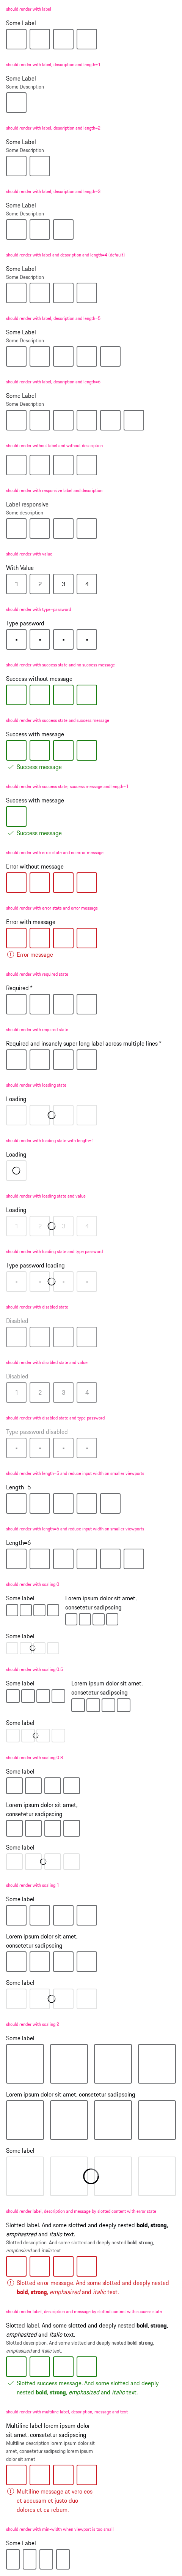 should render with label
Some Label
should render with label, description and length=1
Some Label
Some Description
should render with label, description and length=2
Some Label
Some Description
should render with label, description and length=3
Some Label
Some Description
should render with label and description and length=4 (default)
Some Label
Some Description
should render with label, description and length=5
Some Label
Some Description
should render with label, description and length=6
Some Label
Some Description
should render without label and without description
should render with responsive label and description
Label responsive
Some description
should render with value
With Value
1 2 3 4
should render with type=password
Type password
• • • •
should render with success state and no success message
Success without message
should render with success state and success message
Success with message
Success message
should render with success state, success message and length=1
Success with message
Success message
should render with error state and no error message
Error without message
should render with error state and error message
Error with message
Error message
should render with required state
Required *
should render with required state
Required and insanely super long label across multiple lines *
should render with loading state
Loading
should render with loading state with length=1
Loading
should render with loading state and value
Loading
1 2 3 4
should render with loading state and type password
Type password loading
• • • •
should render with disabled state
Disabled
should render with disabled state and value
Disabled
1 2 3 4
should render with disabled state and type password
Type password disabled
• • • •
should render with length=5 and reduce input width on smaller viewports
Length=5
should render with length=6 and reduce input width on smaller viewports
Length=6
should render with scaling 0
Some label
Lorem ipsum dolor sit amet,
consetetur sadipscing
Some label
should render with scaling 0.5
Some label
Lorem ipsum dolor sit amet,
consetetur sadipscing
Some label
should render with scaling 0.8
Some label
Lorem ipsum dolor sit amet,
consetetur sadipscing
Some label
should render with scaling 1
Some label
Lorem ipsum dolor sit amet,
consetetur sadipscing
Some label
should render with scaling 2
Some label
Lorem ipsum dolor sit amet, consetetur sadipscing
Some label
should render label, description and message by slotted content with error state
Slotted label. And some slotted and deeply nested bold, strong,
emphasized and italic text.
Slotted description. And some slotted and deeply nested bold, strong,
emphasized and italic text.
Slotted error message. And some slotted and deeply nested
bold, strong, emphasized and italic text.
should render label, description and message by slotted content with success state
Slotted label. And some slotted and deeply nested bold, strong,
emphasized and italic text.
Slotted description. And some slotted and deeply nested bold, strong,
emphasized and italic text.
Slotted success message. And some slotted and deeply
nested bold, strong, emphasized and italic text.
should render with multiline label, description, message and text
Multiline label lorem ipsum dolor
sit amet, consetetur sadipscing
Multiline description lorem ipsum dolor sit
amet, consetetur sadipscing lorem ipsum
dolor sit amet
Multiline message at vero eos
et accusam et justo duo
dolores et ea rebum.
should render with min-width when viewport is too small
Some Label